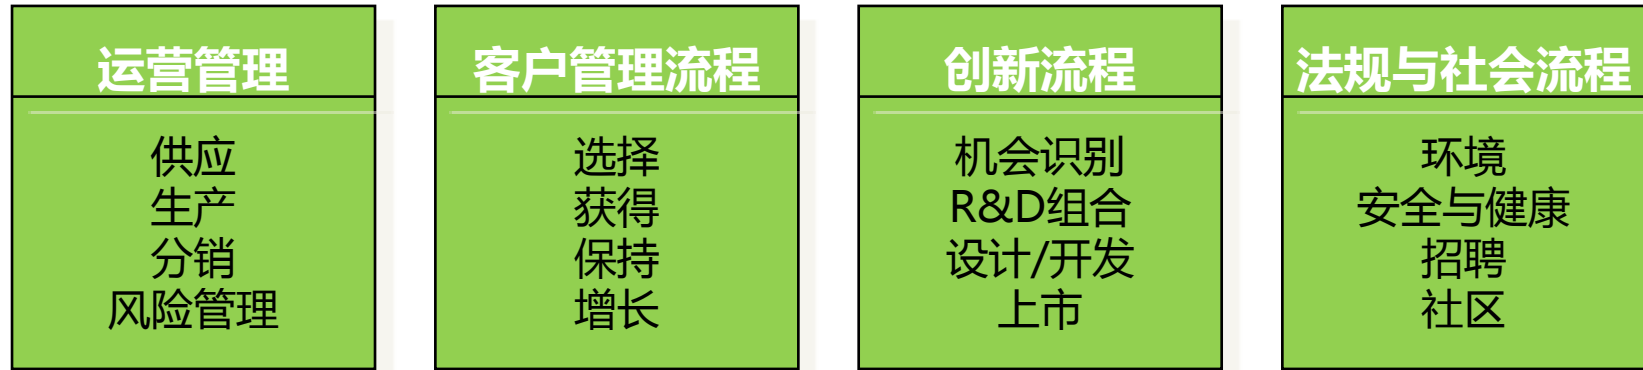 运营管理
供应
生产
分销
风险管理
客户管理流程
选择
获得
保持
增长
创新流程
机会识别
R&D组合
设计/开发
上市
法规与社会流程
环境
安全与健康
招聘
社区